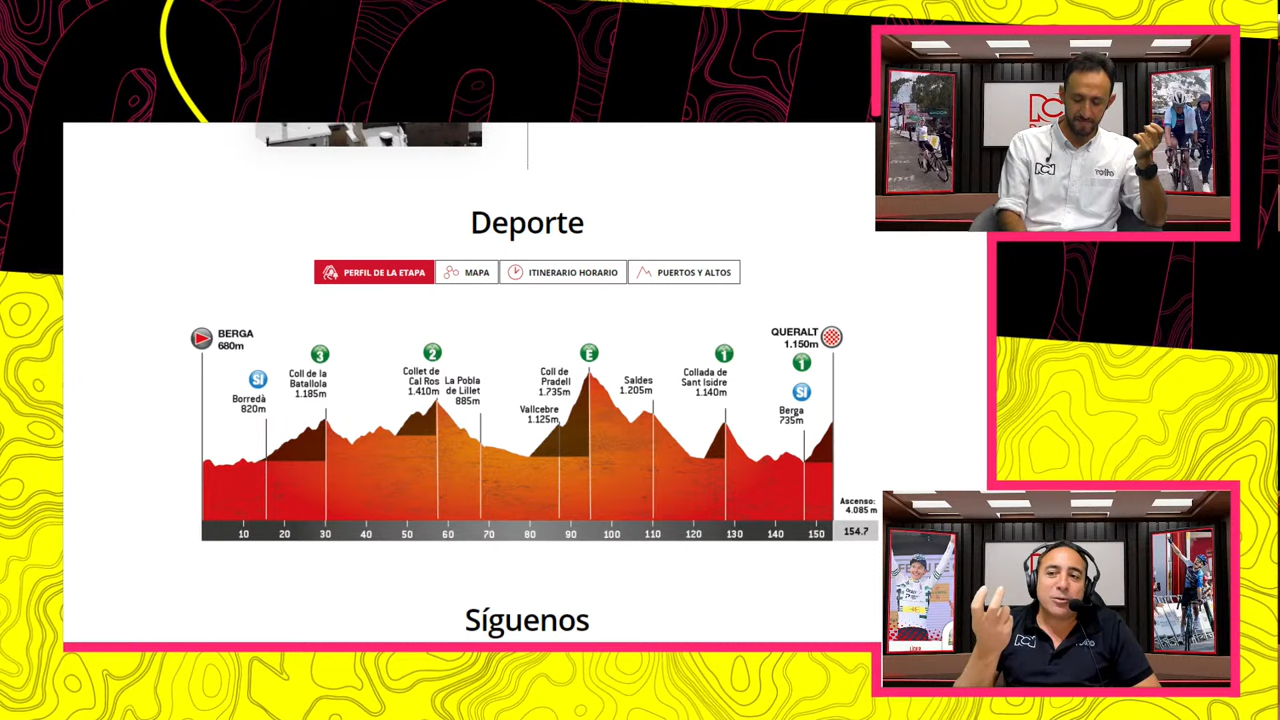 Deporte
PERFIL DE LA ETAPA
MAPA
ITINERARIO HORARIO
PUERTOS Y ALTOS
BERGA
680m
SI
Borredà
820m
3
Coll de la
Batallola
1.185m
2
Collet de
Cal Ros
1.410m
La Pobla
de Lillet
885m
Vallcebre
1.125m
E
Coll de
Pradell
1.735m
Saldes
1.205m
1
Collada de
Sant Isidre
1.140m
QUERALT
1.150m
1
SI
Berga
735m
Ascenso:
4.085 m
10 20 30 40 50 60 70 80 90 100 110 120 130 140 150 154.7
Síguenos
RCN
rolto
RCN
LÍDER